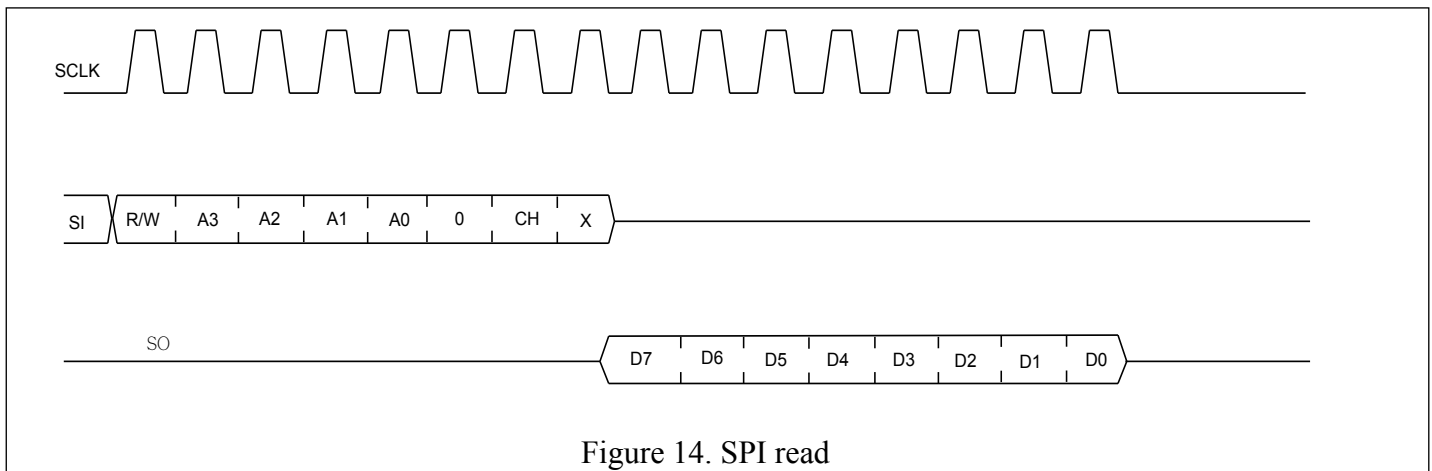 SCLK
SI R/W A3 A2 A1 A0 0 CH X
SO
D7 D6 D5 D4 D3 D2 D1 D0
Figure 14. SPI read